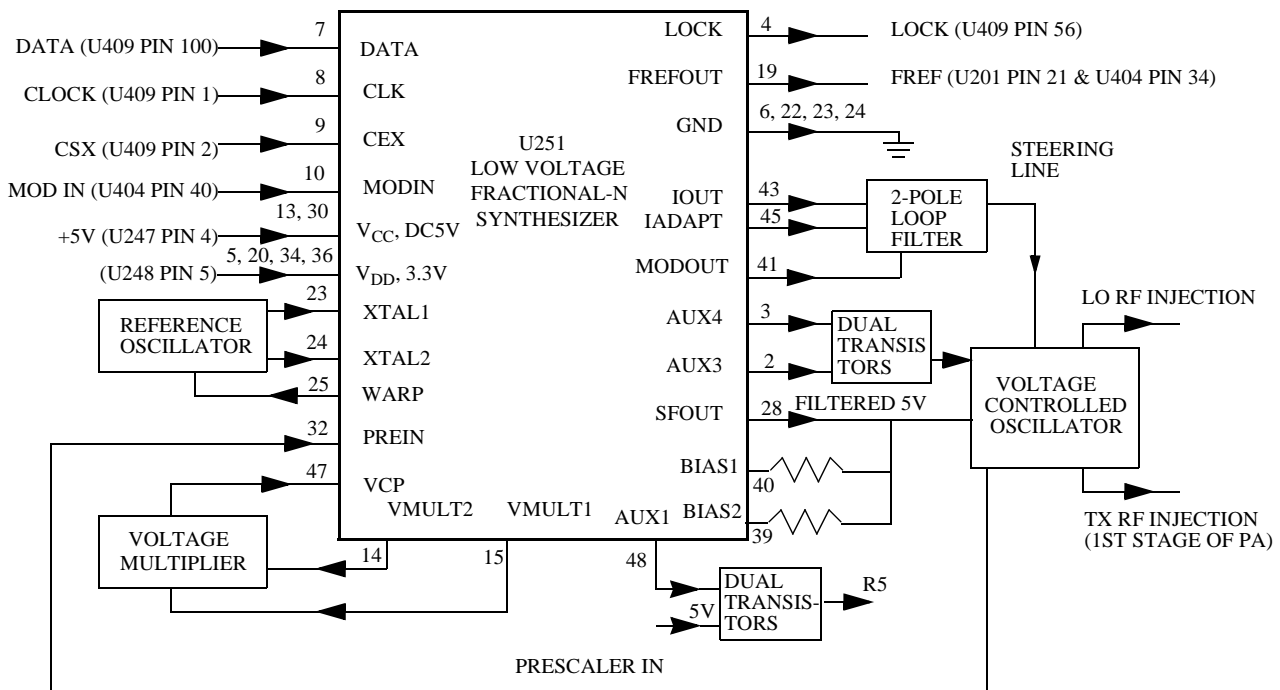 DATA (U409 PIN 100)
7
DATA
CLOCK (U409 PIN 1)
8
CLK
CSX (U409 PIN 2)
9
CEX
MOD IN (U404 PIN 40)
10
MODIN
13, 30
+5V (U247 PIN 4)
VCC, DC5V
5, 20, 34, 36
(U248 PIN 5)
VDD, 3.3V
23
XTAL1
REFERENCE
OSCILLATOR
24
XTAL2
25
WARP
32
PREIN
47
VCP
VOLTAGE
MULTIPLIER
VMULT2
VMULT1
AUX1
14
15
48
U251
LOW VOLTAGE
FRACTIONAL-N
SYNTHESIZER
LOCK
4
LOCK (U409 PIN 56)
FREFOUT
19
FREF (U201 PIN 21 & U404 PIN 34)
GND
6, 22, 23, 24
STEERING
LINE
IOUT
43
IADAPT
45
2-POLE
LOOP
FILTER
MODOUT
41
AUX4
3
AUX3
2
DUAL
TRANSIS
TORS
LO RF INJECTION
VOLTAGE
CONTROLLED
OSCILLATOR
SFOUT
28
FILTERED 5V
BIAS1
40
BIAS2
39
TX RF INJECTION
(1ST STAGE OF PA)
5V
DUAL
TRANSIS-
TORS
R5
PRESCALER IN